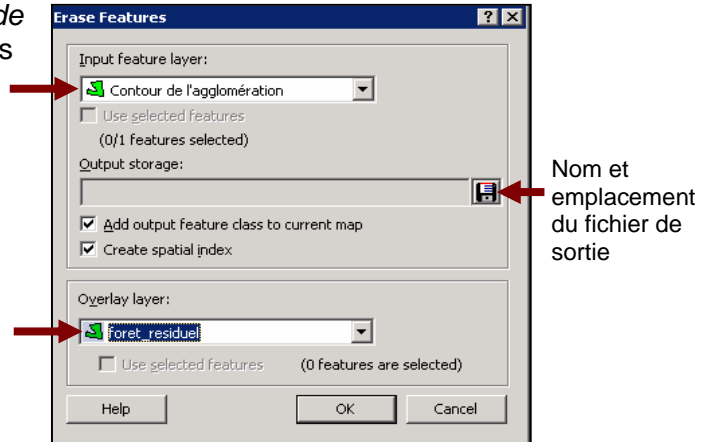 de
s
Erase Features
Input feature layer:
Contour de l'agglomération
Use selected features
(0/1 features selected)
Output storage:
Add output feature class to current map
Create spatial index
Overlay layer:
foret_residuel
Use selected features (0 features are selected)
Help OK Cancel
Nom et
emplacement
du fichier de
sortie